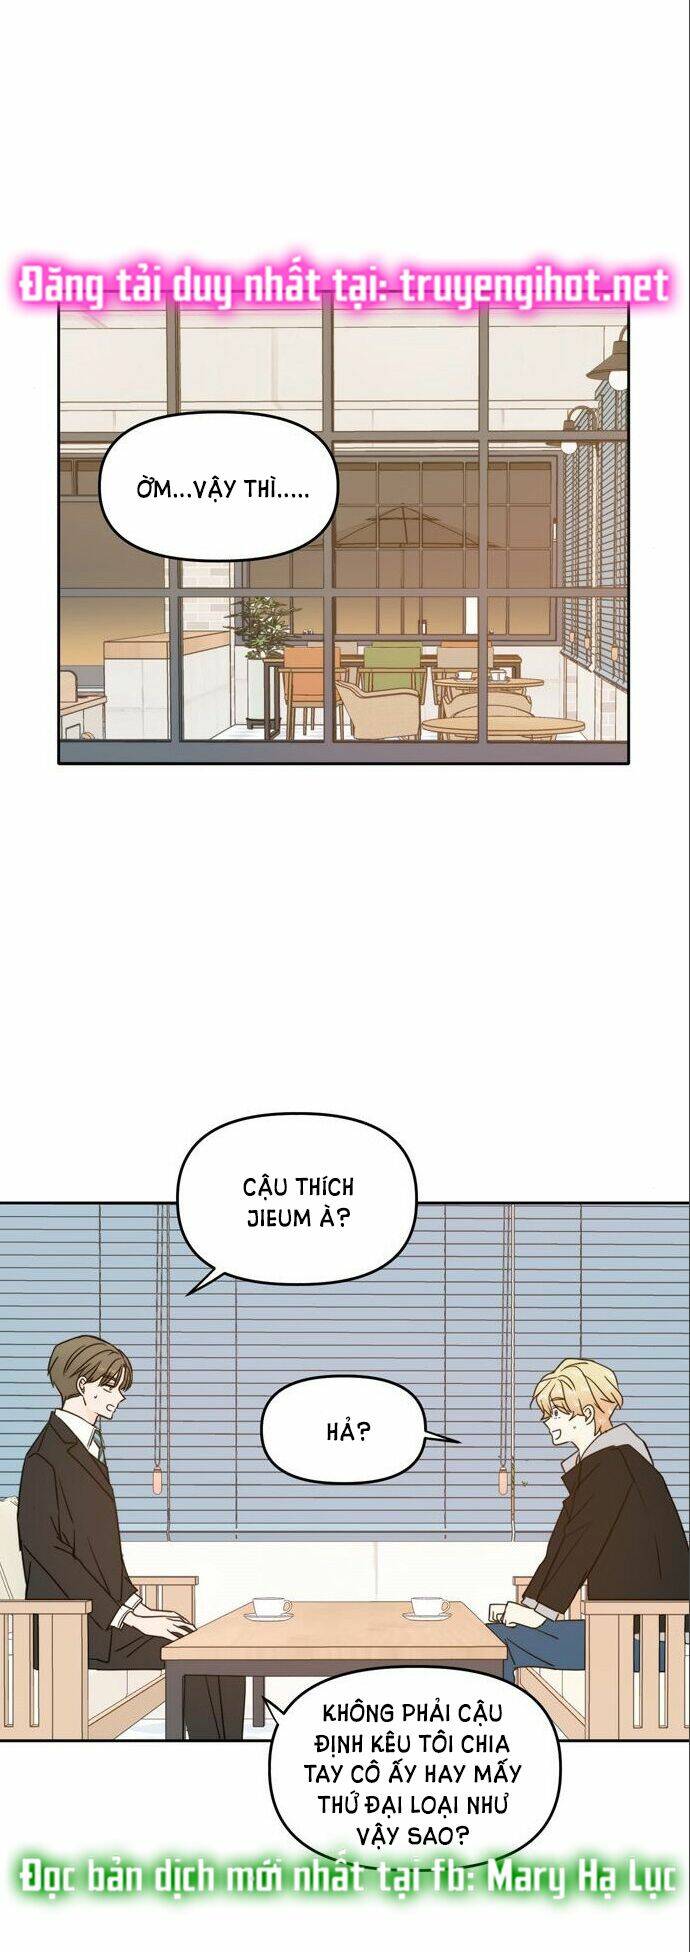 Đăng tải duy nhất tại: truyengihot.net
ỜM...VẬY THÌ.....
CẬU THÍCH
JIEUM À?
HẢ?
KHÔNG PHẢI CẬU
ĐỊNH KÊU TÔI CHIA
TAY CÔ ẤY HAY MẤY
THỨ ĐẠI LOẠI NHƯ
VẬY SAO?
Đọc bản dịch mới nhất tại fb: Mary Hạ Lục